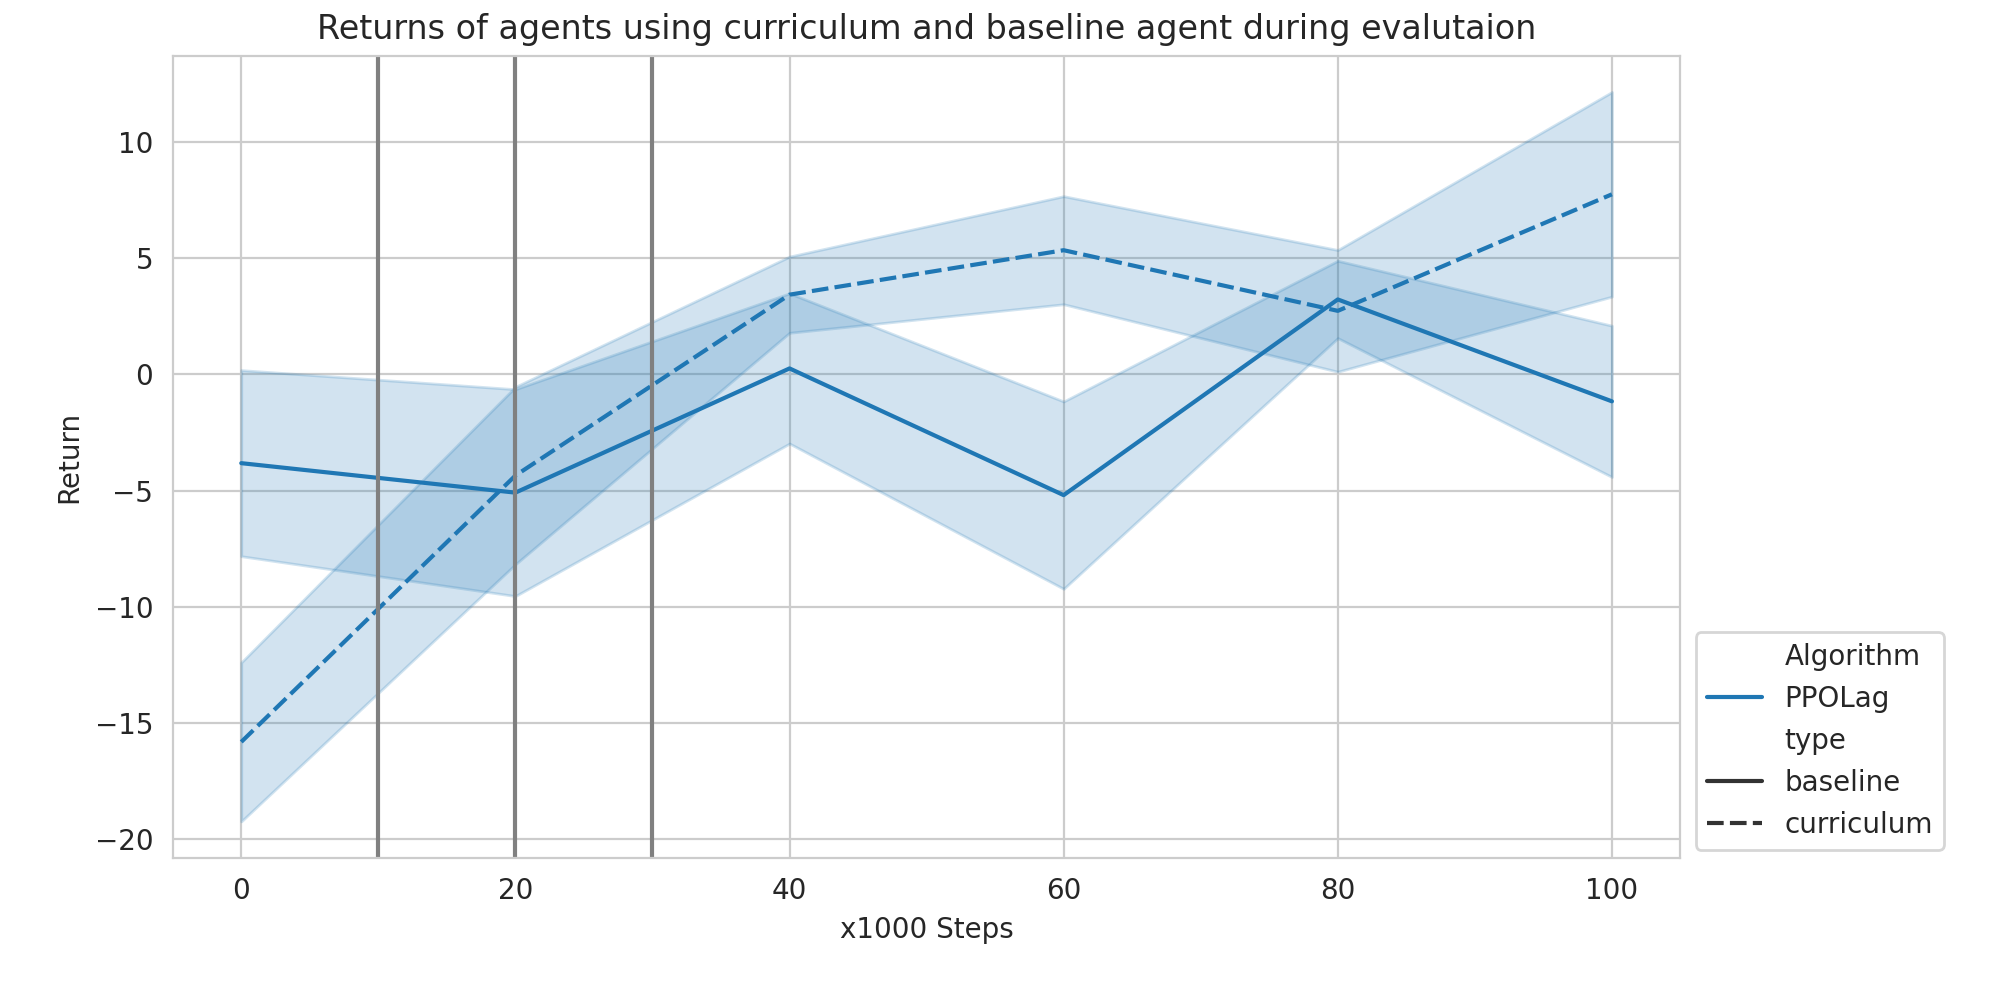 Returns of agents using curriculum and baseline agent during evalutaion
10
5
0
−5
−10
−15
−20
Return
0 20 40 60 80 100
x1000 Steps
Algorithm
PPOLag
type
baseline
curriculum